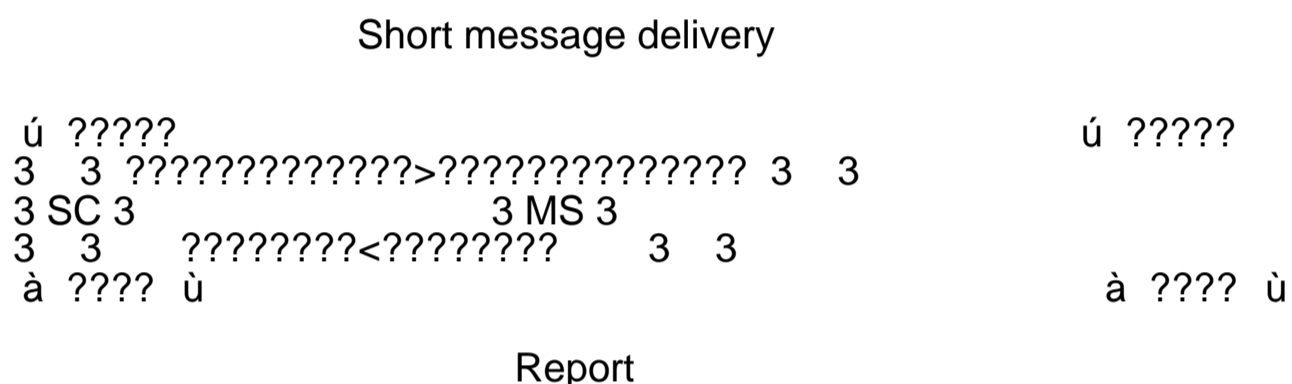 Short message delivery
ú ????? ú ?????
3 3 ?????????????>?????????????? 3 3
3 SC 3 3 MS 3
3 3 ????????<???????? 3 3
à ???? ù à ???? ù
Report